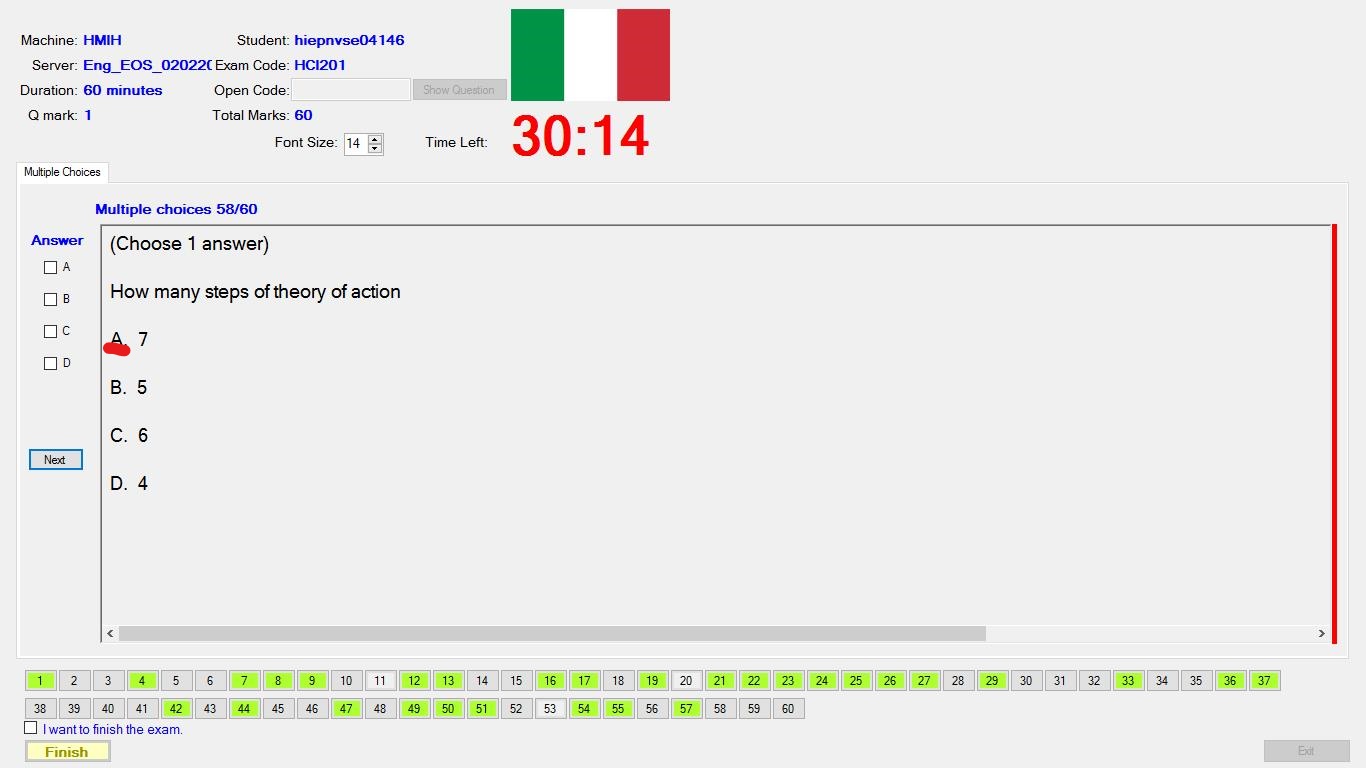 Machine: HMIH Student: hiepnvse04146
Server: Eng_EOS_020220 Exam Code: HCI201
Duration: 60 minutes Open Code: Show Question
Q mark: 1 Total Marks: 60
Font Size: 14 Time Left: 30:14
Multiple Choices
Multiple choices 58/60
Answer
A
B
C
D
Next
(Choose 1 answer)
How many steps of theory of action
A. 7
B. 5
C. 6
D. 4
1 2 3 4 5 6 7 8 9 10 11 12 13 14 15 16 17 18 19 20 21 22 23 24 25 26 27 28 29 30 31 32 33 34 35 36 37
38 39 40 41 42 43 44 45 46 47 48 49 50 51 52 53 54 55 56 57 58 59 60
I want to finish the exam.
Finish Exit